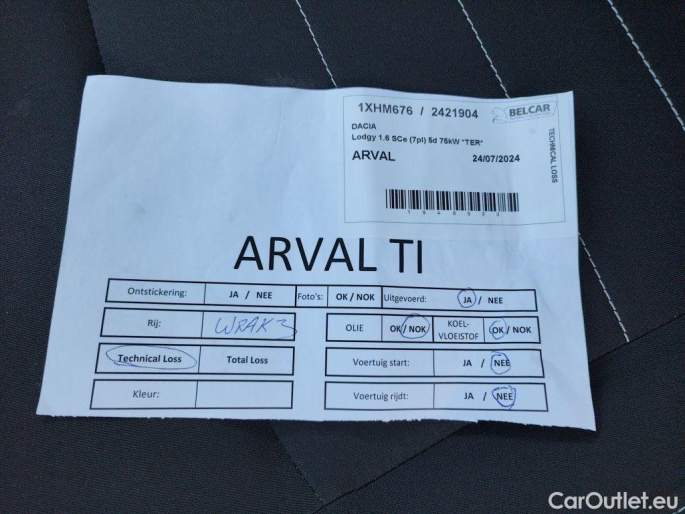 1XHM676 / 2421904
BELCAR
DACIA
Lodgy 1.6 SCe (7pl) 5d 75kW "TER"
ARVAL 24/07/2024
TECHNICAL LOSS
ARVAL TI
Ontstickering: JA / NEE Foto's: OK / NOK Uitgevoerd: JA / NEE
Rij: WRAK 3 OLIE OK / NOK KOEL-
VLOEISTOF OK / NOK
Technical Loss Total Loss Voertuig start: JA / NEE
Kleur: Voertuig rijdt: JA / NEE
CarOutlet.eu